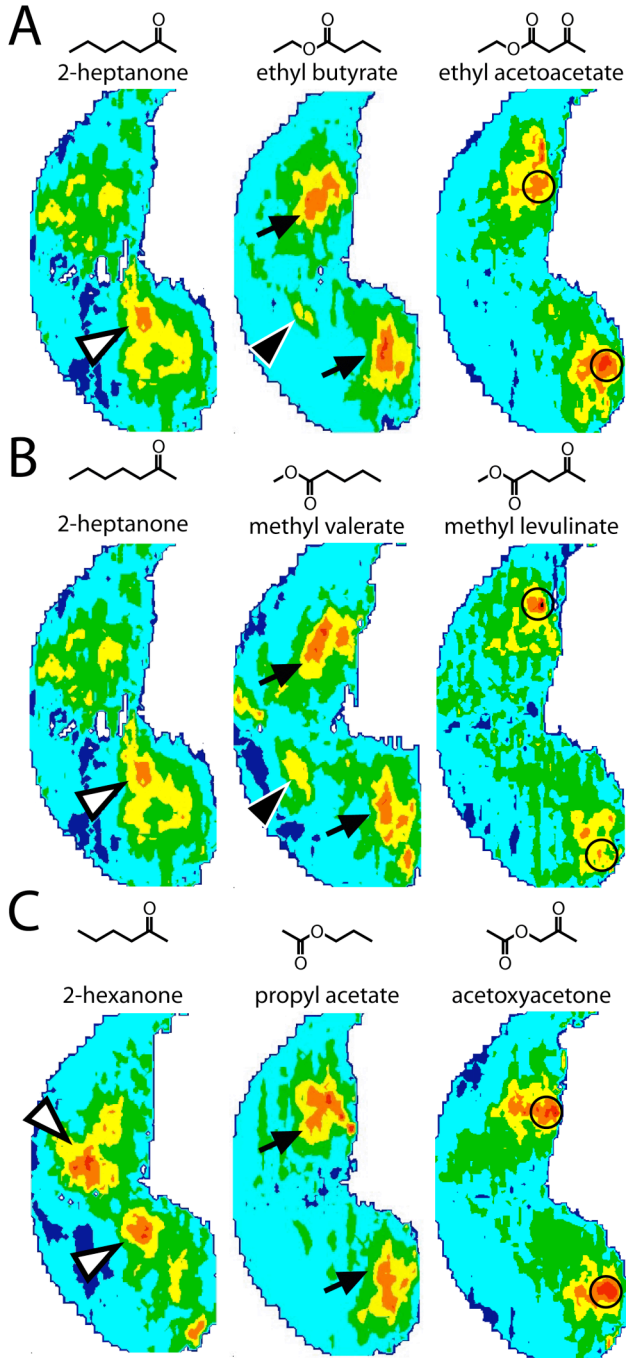 A
O
O
O
O
O
O
2-heptanone
ethyl butyrate
ethyl acetoacetate
B
O
O
O
O
O
O
2-heptanone
methyl valerate
methyl levulinate
C
O
O
O
O
O
O
2-hexanone
propyl acetate
acetoxyacetone